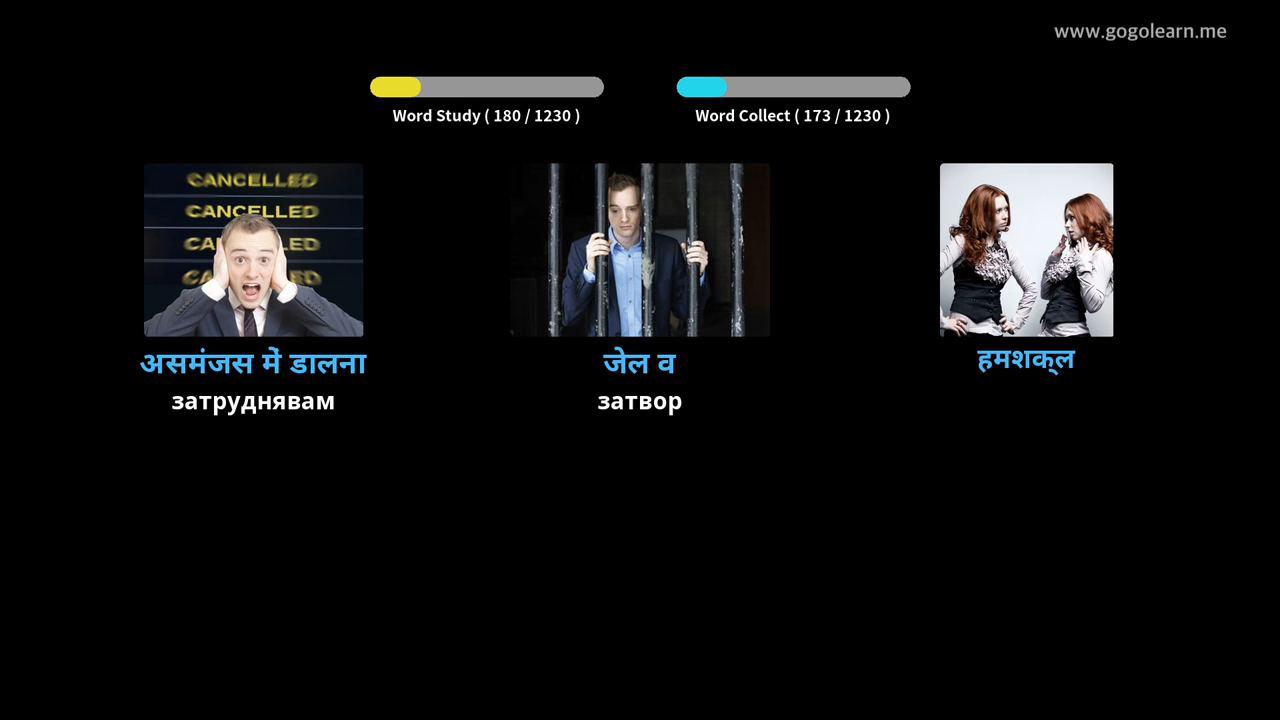 www.gogolearn.me
Word Study ( 180 / 1230 )
Word Collect ( 173 / 1230 )
CANCELLED
CANCELLED
असमंजस में डालना
затруднявам
जेल व
затвор
हमशक्ल